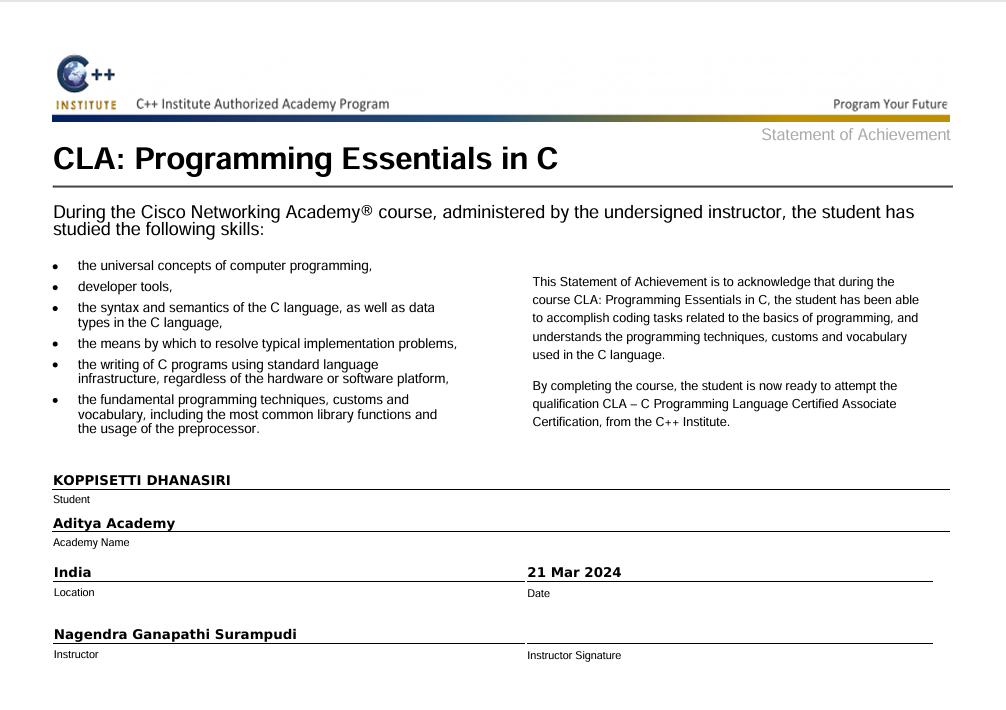 C++
INSTITUTE
C++ Institute Authorized Academy Program
Program Your Future
Statement of Achievement
CLA: Programming Essentials in C
During the Cisco Networking Academy® course, administered by the undersigned instructor, the student has
studied the following skills:
• the universal concepts of computer programming,
• developer tools,
• the syntax and semantics of the C language, as well as data
types in the C language,
• the means by which to resolve typical implementation problems,
• the writing of C programs using standard language
infrastructure, regardless of the hardware or software platform,
• the fundamental programming techniques, customs and
vocabulary, including the most common library functions and
the usage of the preprocessor.
This Statement of Achievement is to acknowledge that during the
course CLA: Programming Essentials in C, the student has been able
to accomplish coding tasks related to the basics of programming, and
understands the programming techniques, customs and vocabulary
used in the C language.
By completing the course, the student is now ready to attempt the
qualification CLA – C Programming Language Certified Associate
Certification, from the C++ Institute.
KOPPISETTI DHANASIRI
Student
Aditya Academy
Academy Name
India
Location
21 Mar 2024
Date
Nagendra Ganapathi Surampudi
Instructor
Instructor Signature